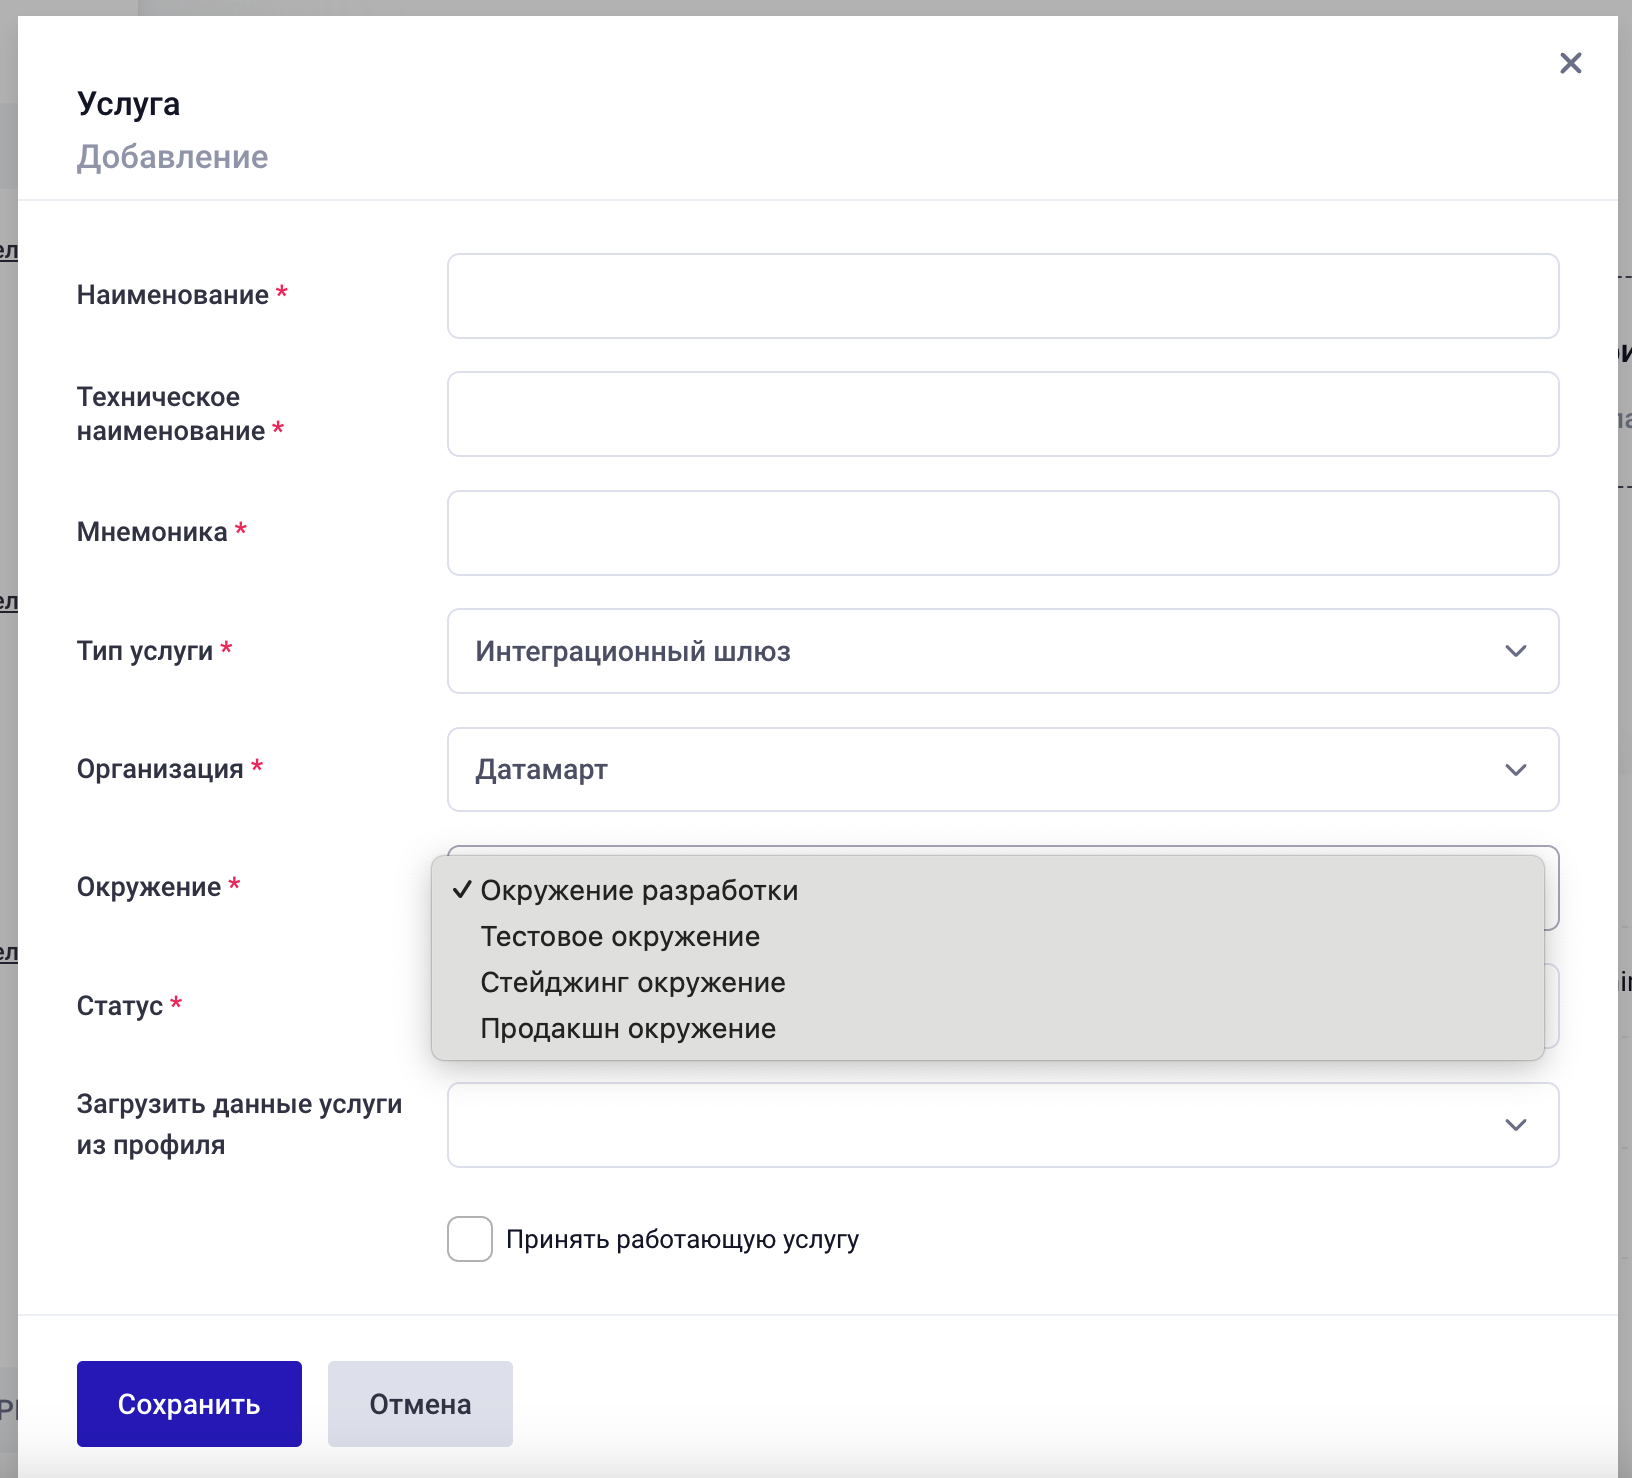 Услуга
Добавление
Наименование *
Техническое
наименование *
Мнемоника *
Тип услуги *
Интеграционный шлюз
Организация *
Датамарт
Окружение *
✓ Окружение разработки
Тестовое окружение
Стейджинг окружение
Продакшн окружение
Статус *
Загрузить данные услуги
из профиля
Принять работающую услугу
Сохранить
Отмена